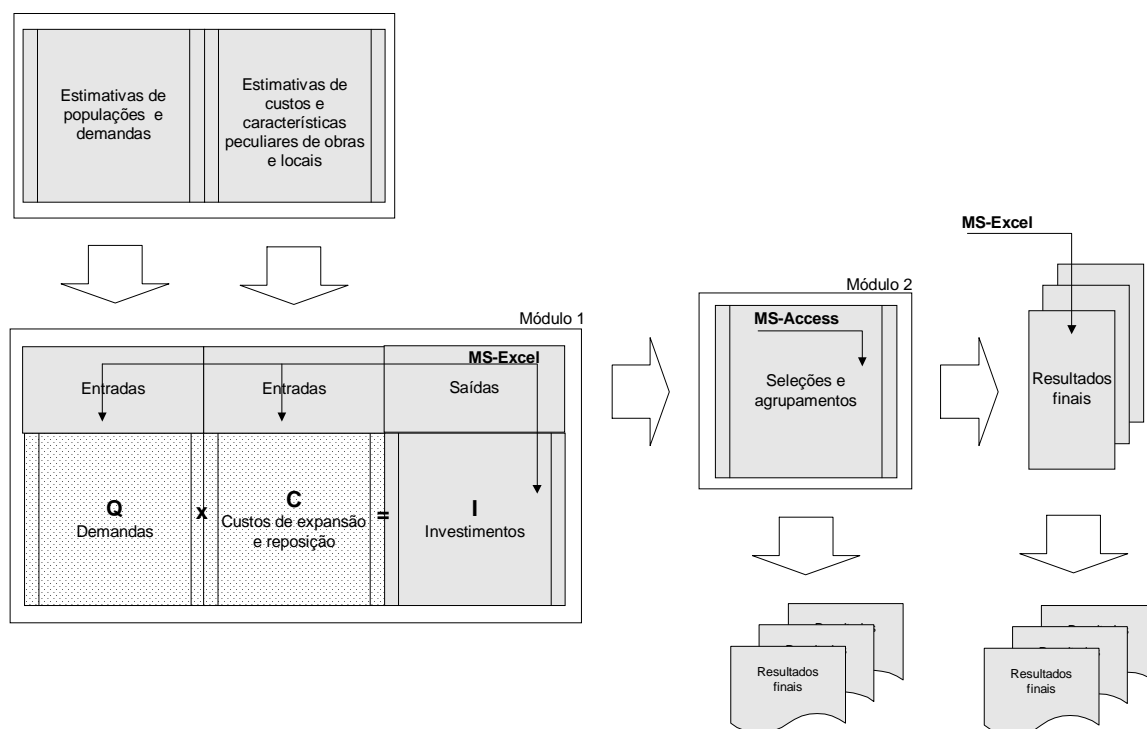 Estimativas de
populações e
demandas
Estimativas de
custos e
características
peculiares de obras
e locais
Módulo 1
MS-Excel
Entradas
Entradas
Saídas
Q
Demandas
x
C
Custos de expansão
e reposição
=
I
Investimentos
Módulo 2
MS-Access
Seleções e
agrupamentos
MS-Excel
Resultados
finais
Resultados
finais
Resultados
finais